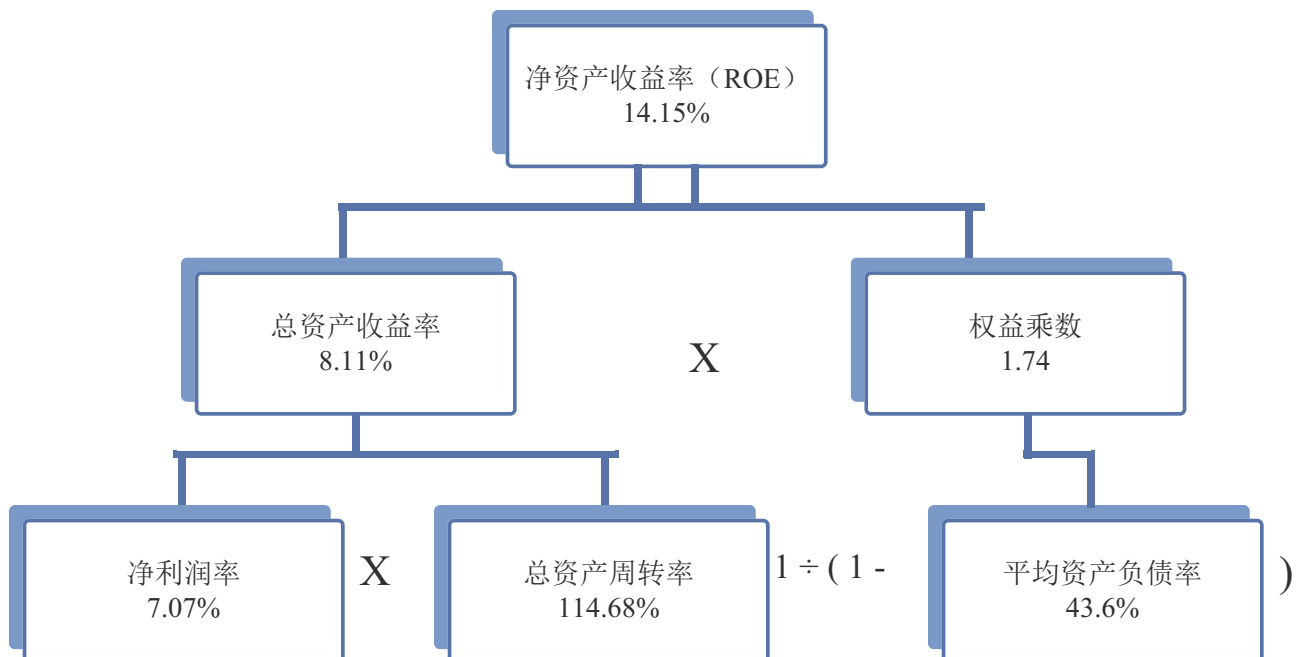 净资产收益率（ROE）
14.15%
总资产收益率
8.11%
X
权益乘数
1.74
净利润率
7.07%
X
总资产周转率
114.68%
1 ÷ ( 1 -
平均资产负债率
43.6%
)